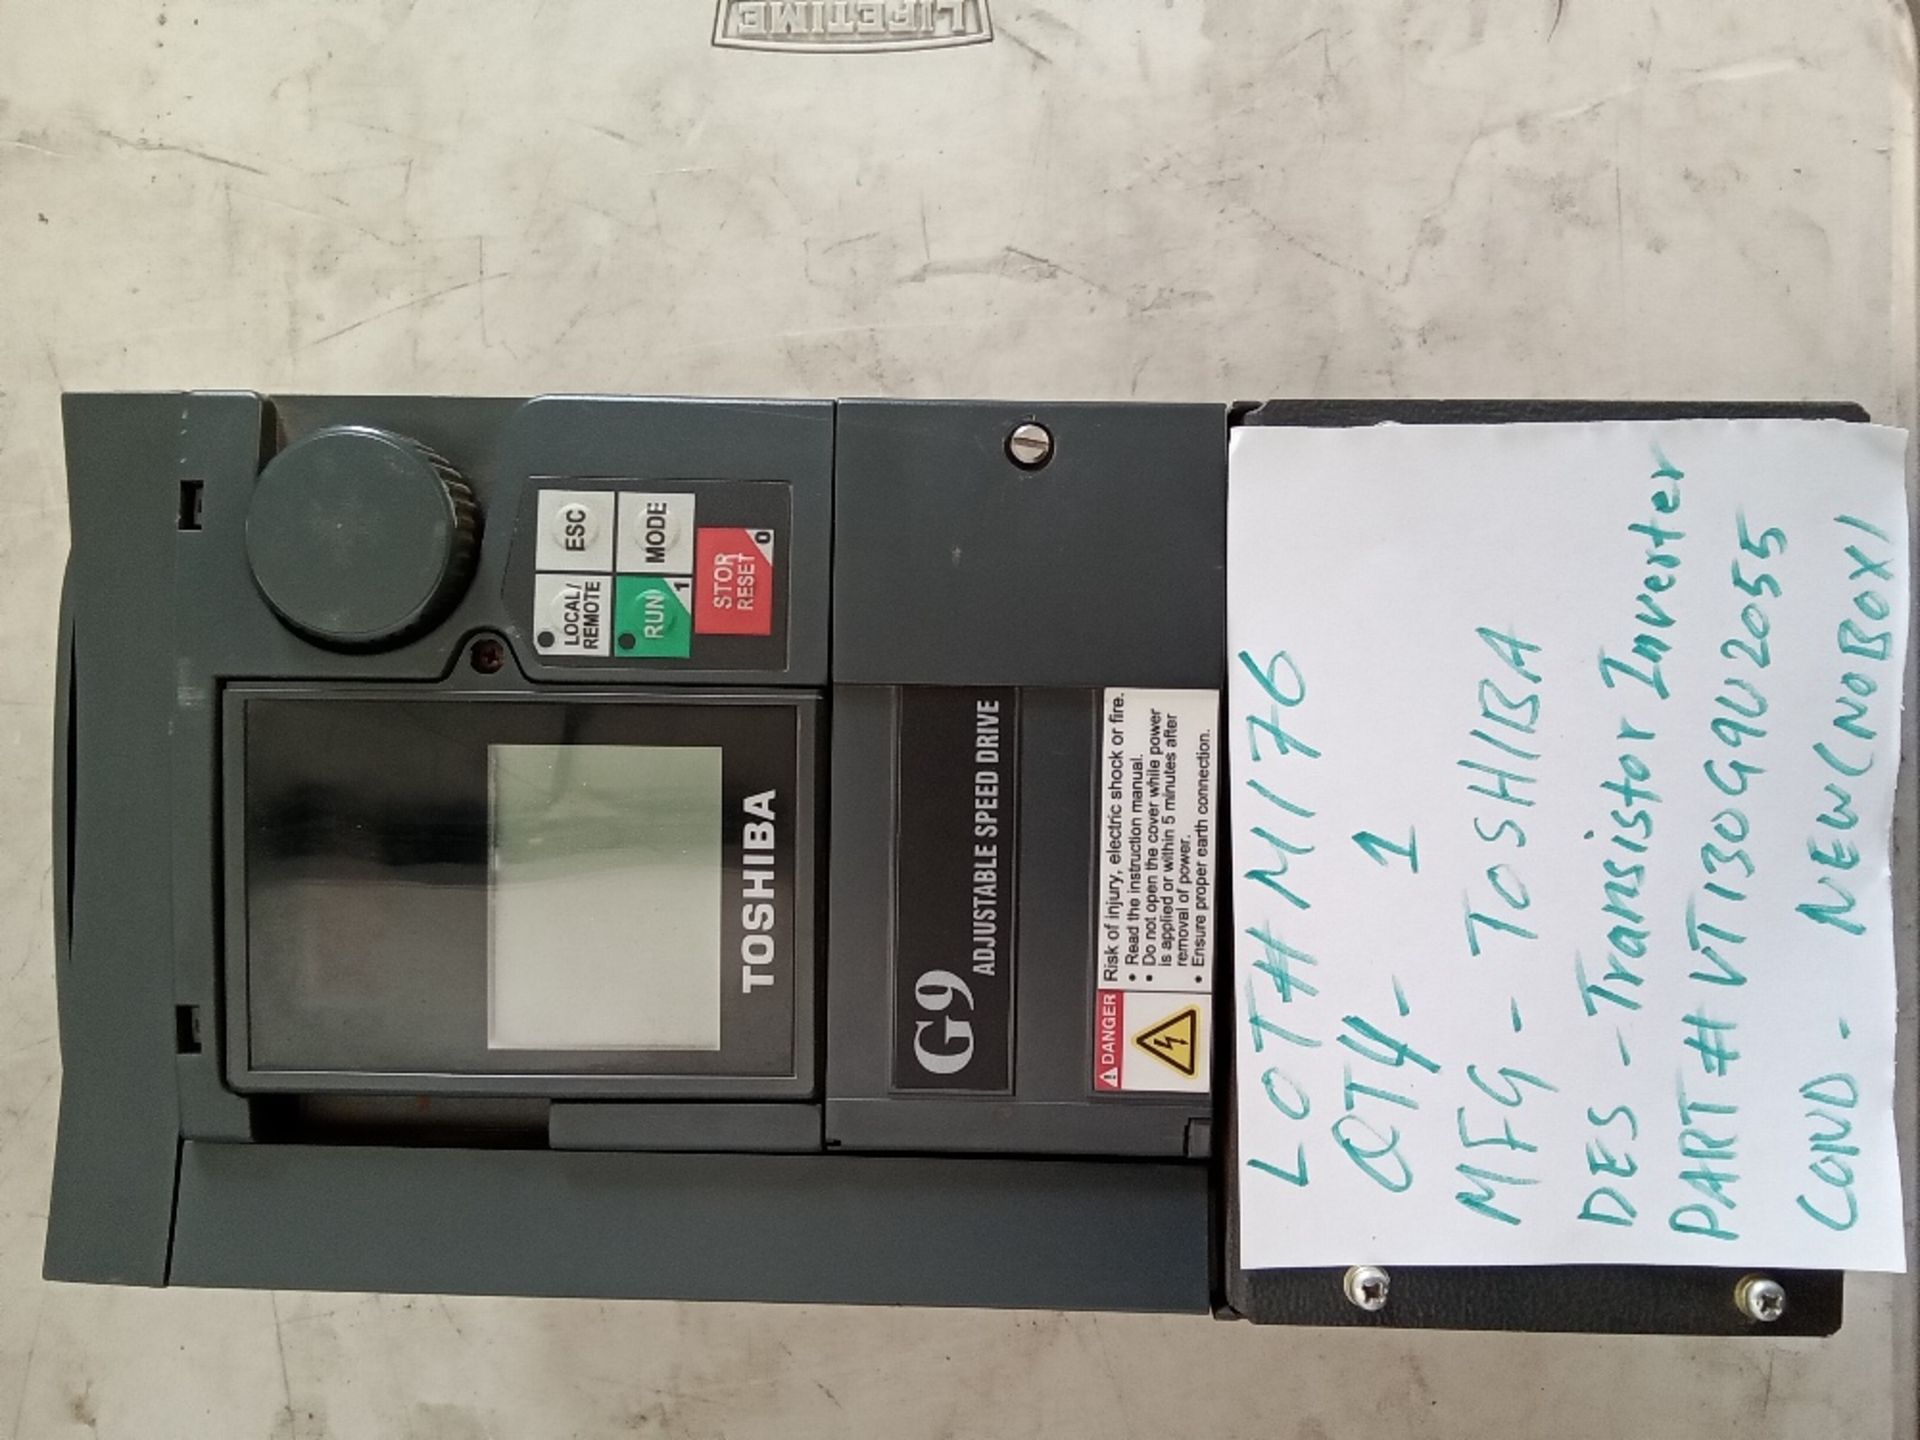 LIFETIME
LOCAL/
REMOTE
ESC
RUN
1
MODE
STOP
RESET
0
TOSHIBA
G9
ADJUSTABLE SPEED DRIVE
DANGER
Risk of injury, electric shock or fire.
• Read the instruction manual.
• Do not open the cover while power
is applied or within 5 minutes after
removal of power.
• Ensure proper earth connection.
LOT# M176
QTY- 1
MFG - TOSHIBA
DES - Transistor Inverter
PART# VT130G9U2055
COND - NEW(NOBOX)